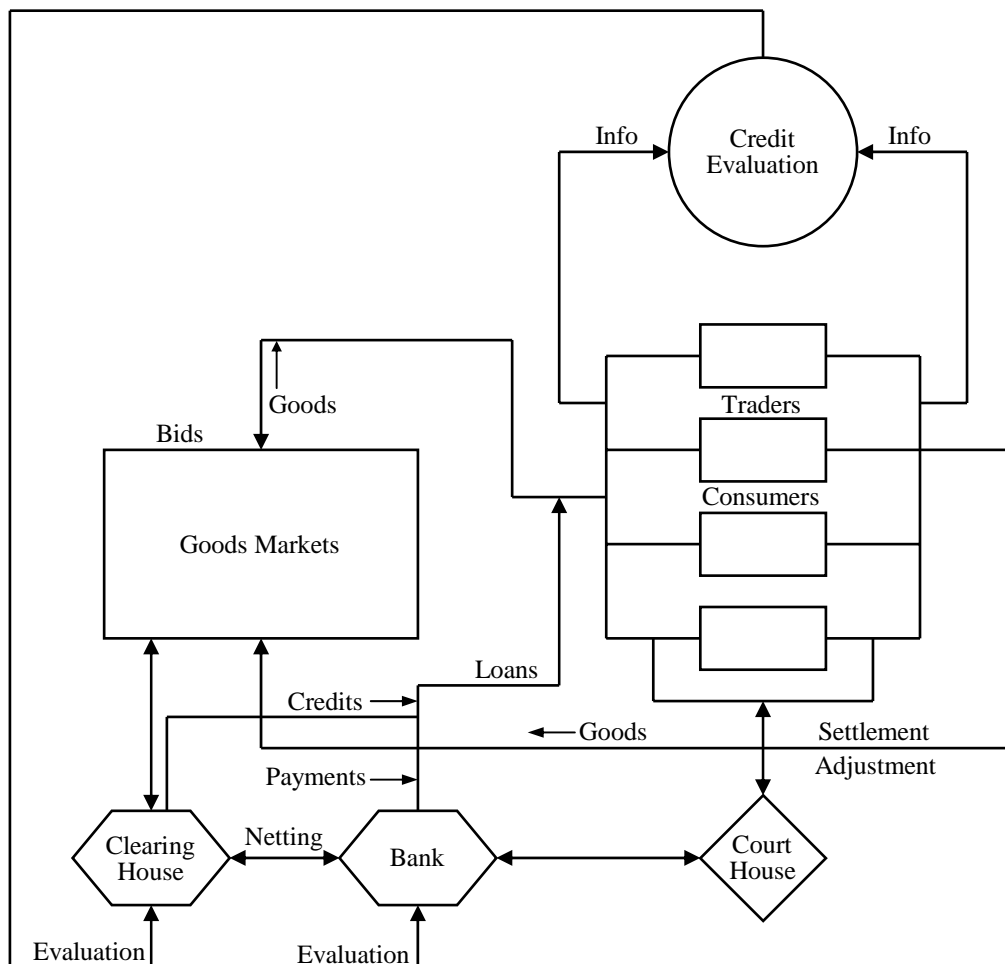 Info
Credit
Evaluation
Info
Goods
Traders
Bids
Consumers
Goods Markets
Loans
Credits
Goods
Settlement
Payments
Adjustment
Clearing
House
Netting
Bank
Court
House
Evaluation
Evaluation